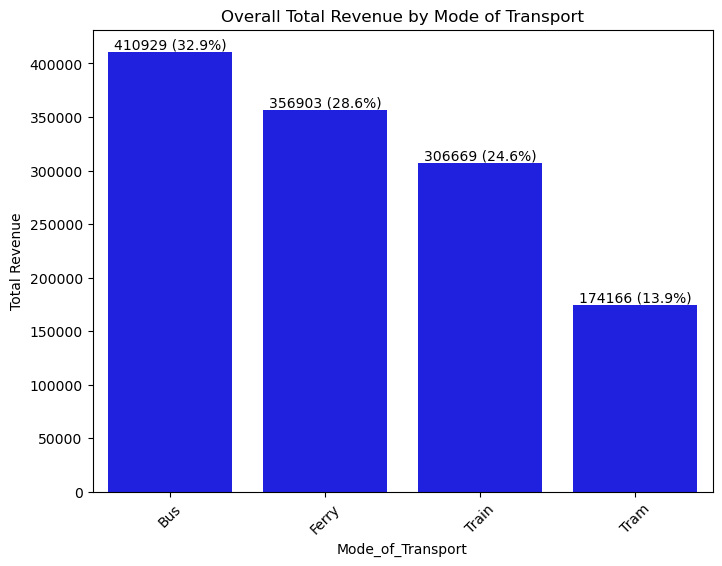 Overall Total Revenue by Mode of Transport
410929 (32.9%)
356903 (28.6%)
306669 (24.6%)
174166 (13.9%)
400000
350000
300000
250000
200000
150000
100000
50000
0
Total Revenue
Bus
Ferry
Train
Tram
Mode_of_Transport